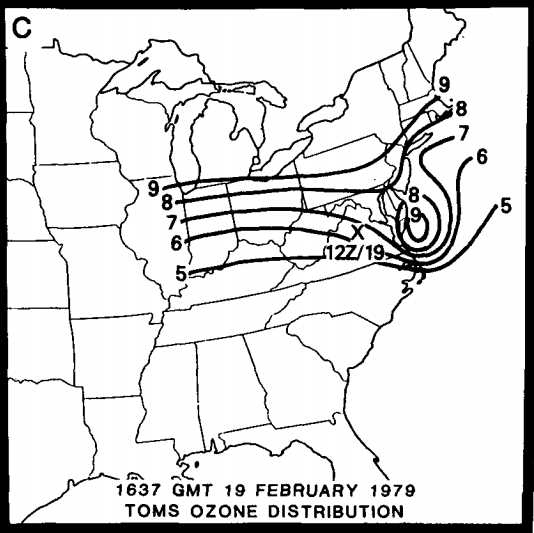 C
9
8
7
6
5
9
8
7
6
5
8
9
X
12Z/19
1637 GMT 19 FEBRUARY 1979
TOMS OZONE DISTRIBUTION